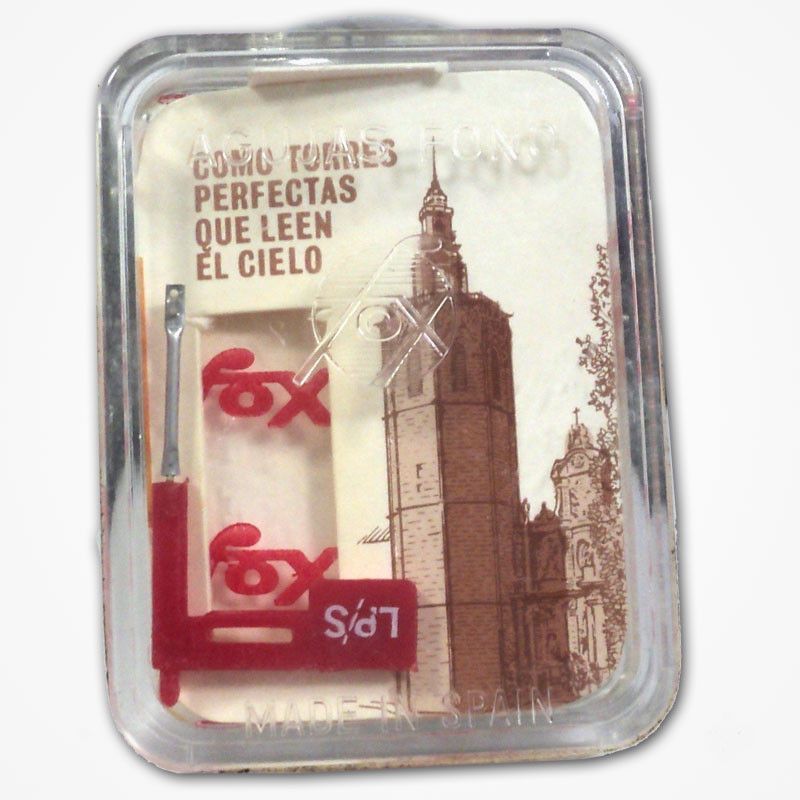 AGUJAS FONO
COMO TORRES
PERFECTAS
QUE LEEN
EL CIELO
fox
fox
fox
LP/S
MADE IN SPAIN